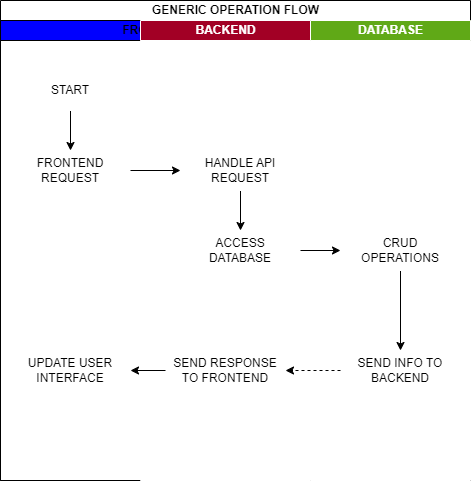 GENERIC OPERATION FLOW
FR BACKEND DATABASE
START
FRONTEND
REQUEST
HANDLE API
REQUEST
ACCESS
DATABASE
CRUD
OPERATIONS
UPDATE USER
INTERFACE
SEND RESPONSE
TO FRONTEND
SEND INFO TO
BACKEND